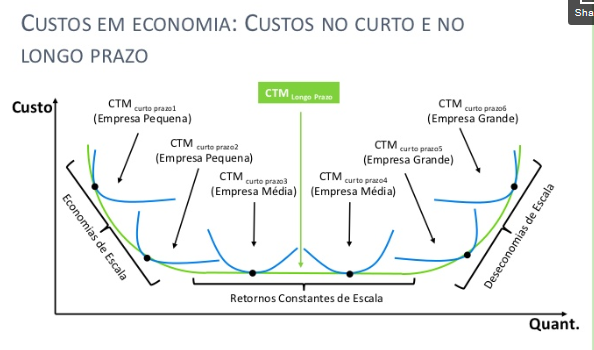 CUSTOS EM ECONOMIA: CUSTOS NO CURTO E NO
LONGO PRAZO
Sha
Custo
CTM curto prazo1
(Empresa Pequena)
CTM curto prazo2
(Empresa Pequena)
CTM curto prazo3
(Empresa Média)
CTM Longo Prazo
CTM curto prazo4
(Empresa Média)
CTM curto prazo5
(Empresa Grande)
CTM curto prazo6
(Empresa Grande)
Economias de Escala
Retornos Constantes de Escala
Deseconomias de Escala
Quant.